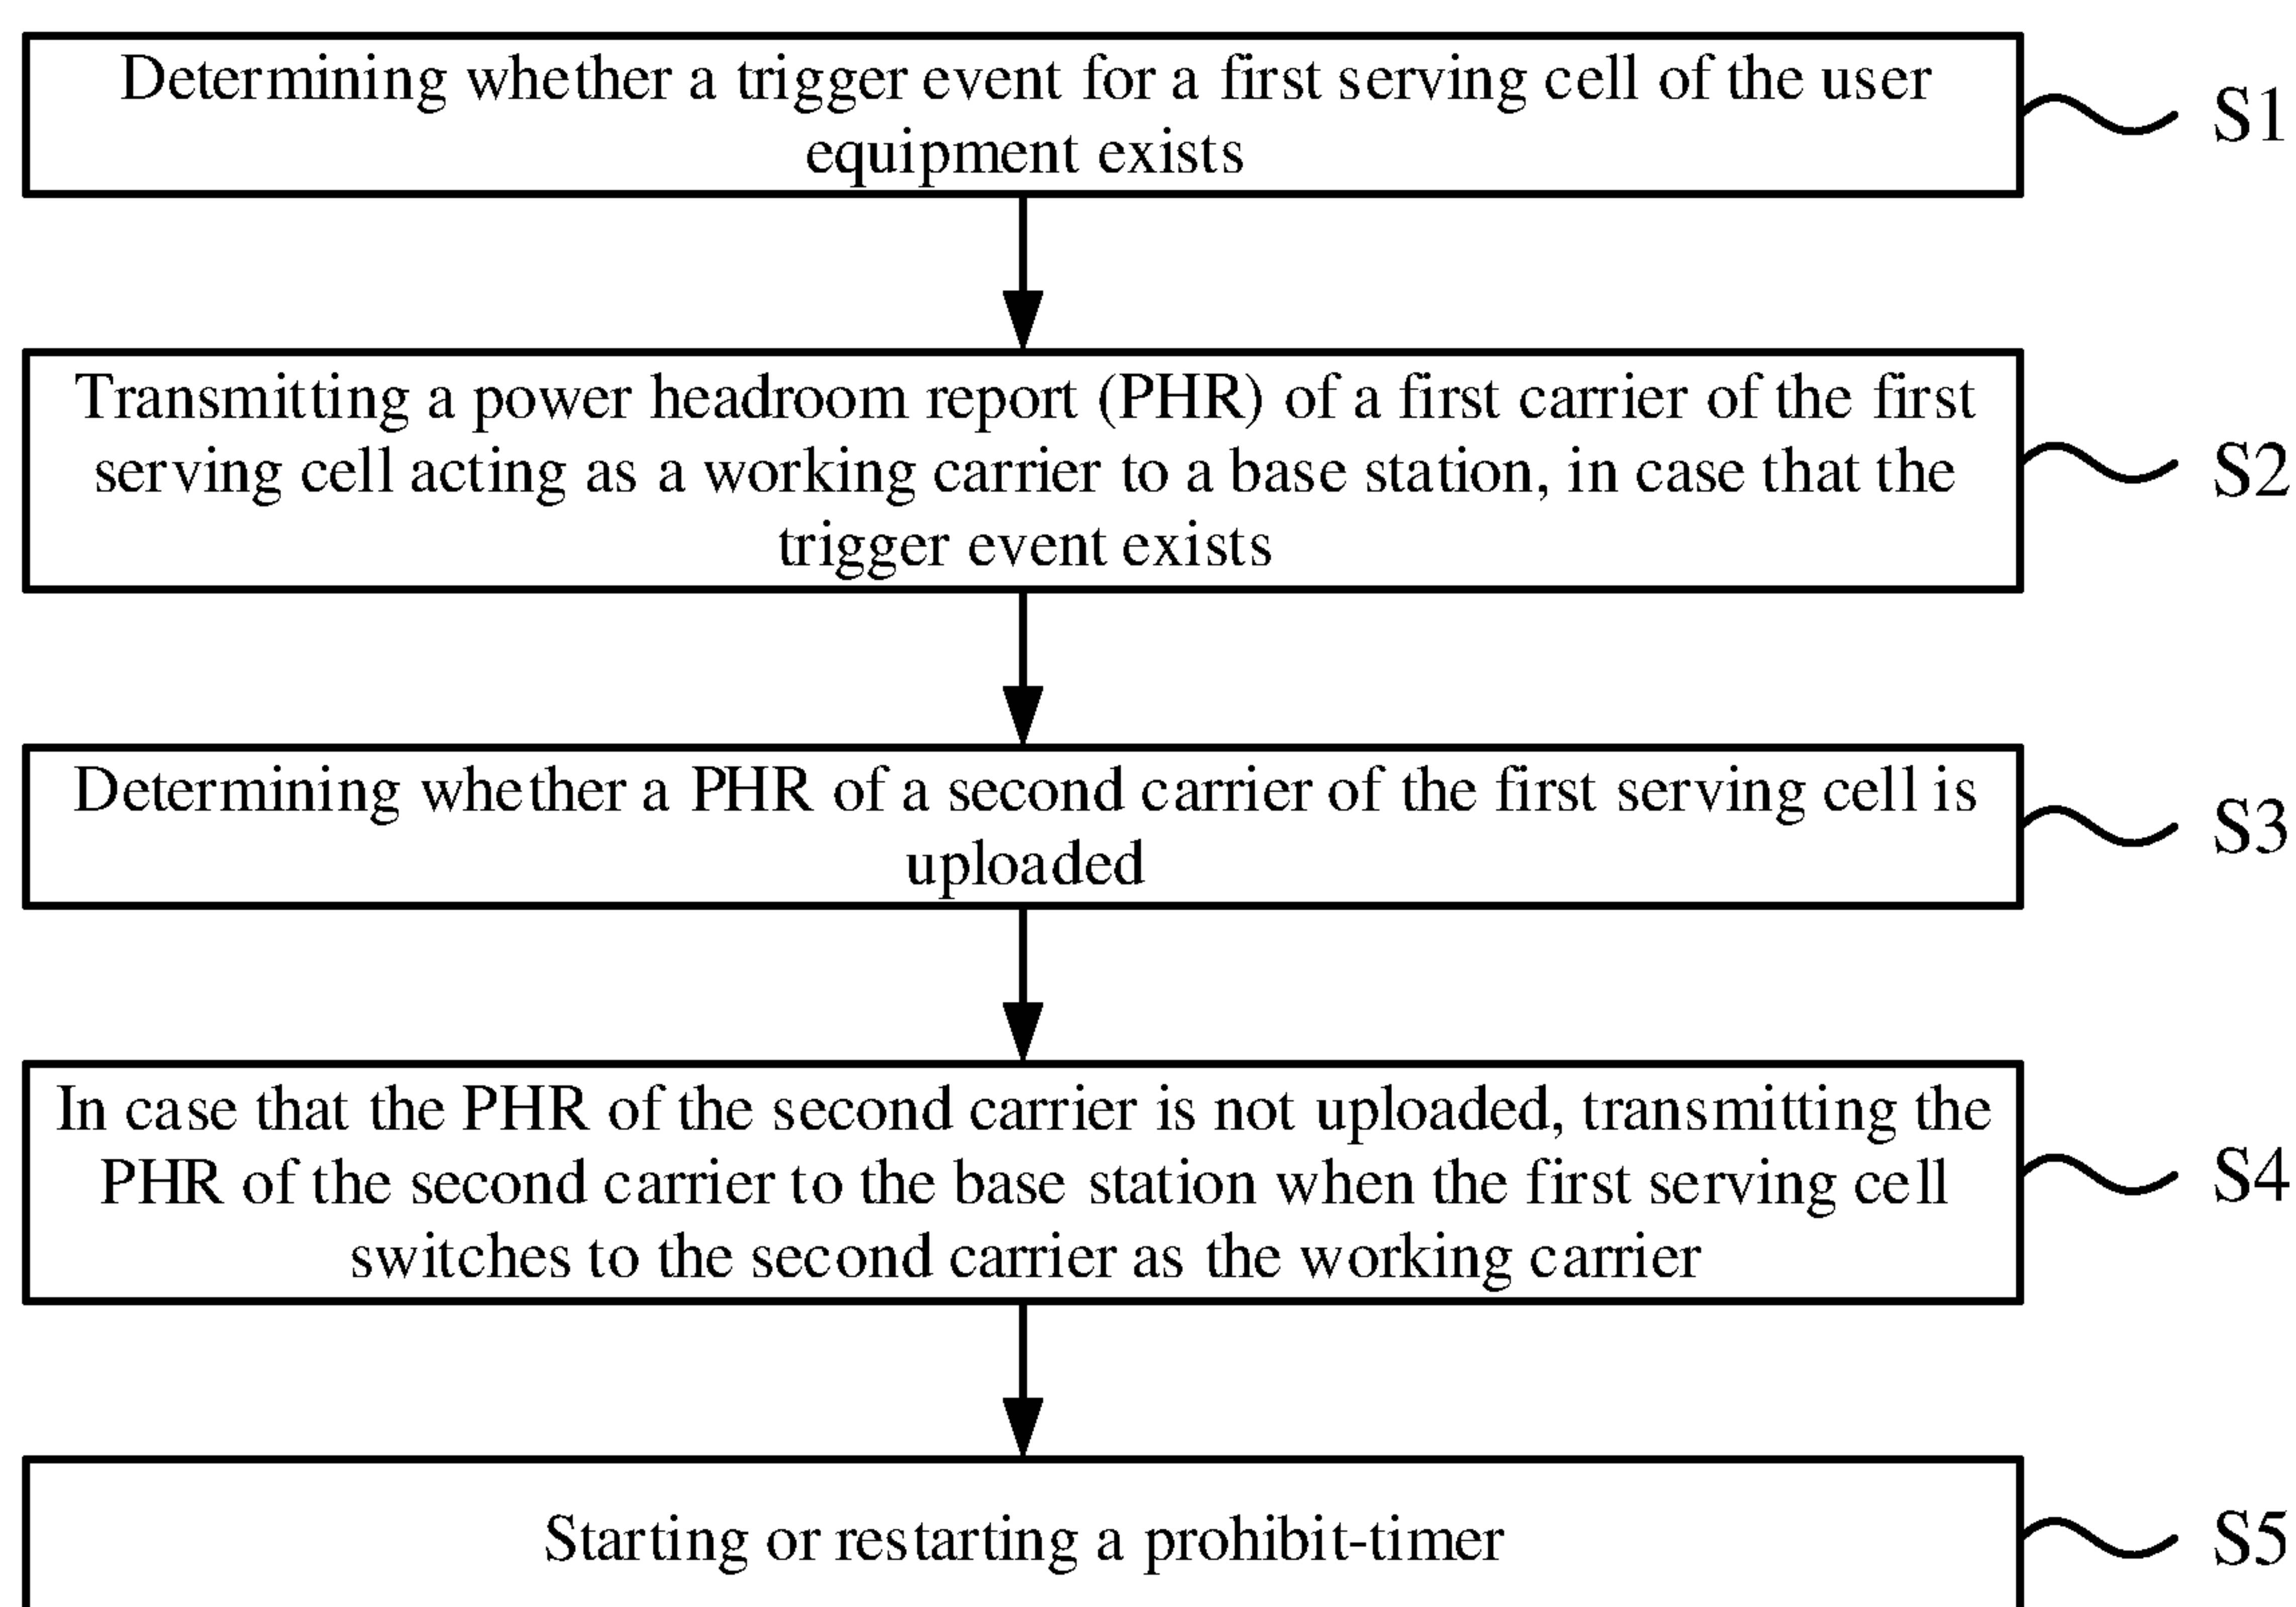 Determining whether a trigger event for a first serving cell of the user
equipment exists
S1
Transmitting a power headroom report (PHR) of a first carrier of the first
serving cell acting as a working carrier to a base station, in case that the
trigger event exists
S2
Determining whether a PHR of a second carrier of the first serving cell is
uploaded
S3
In case that the PHR of the second carrier is not uploaded, transmitting the
PHR of the second carrier to the base station when the first serving cell
switches to the second carrier as the working carrier
S4
Starting or restarting a prohibit-timer
S5